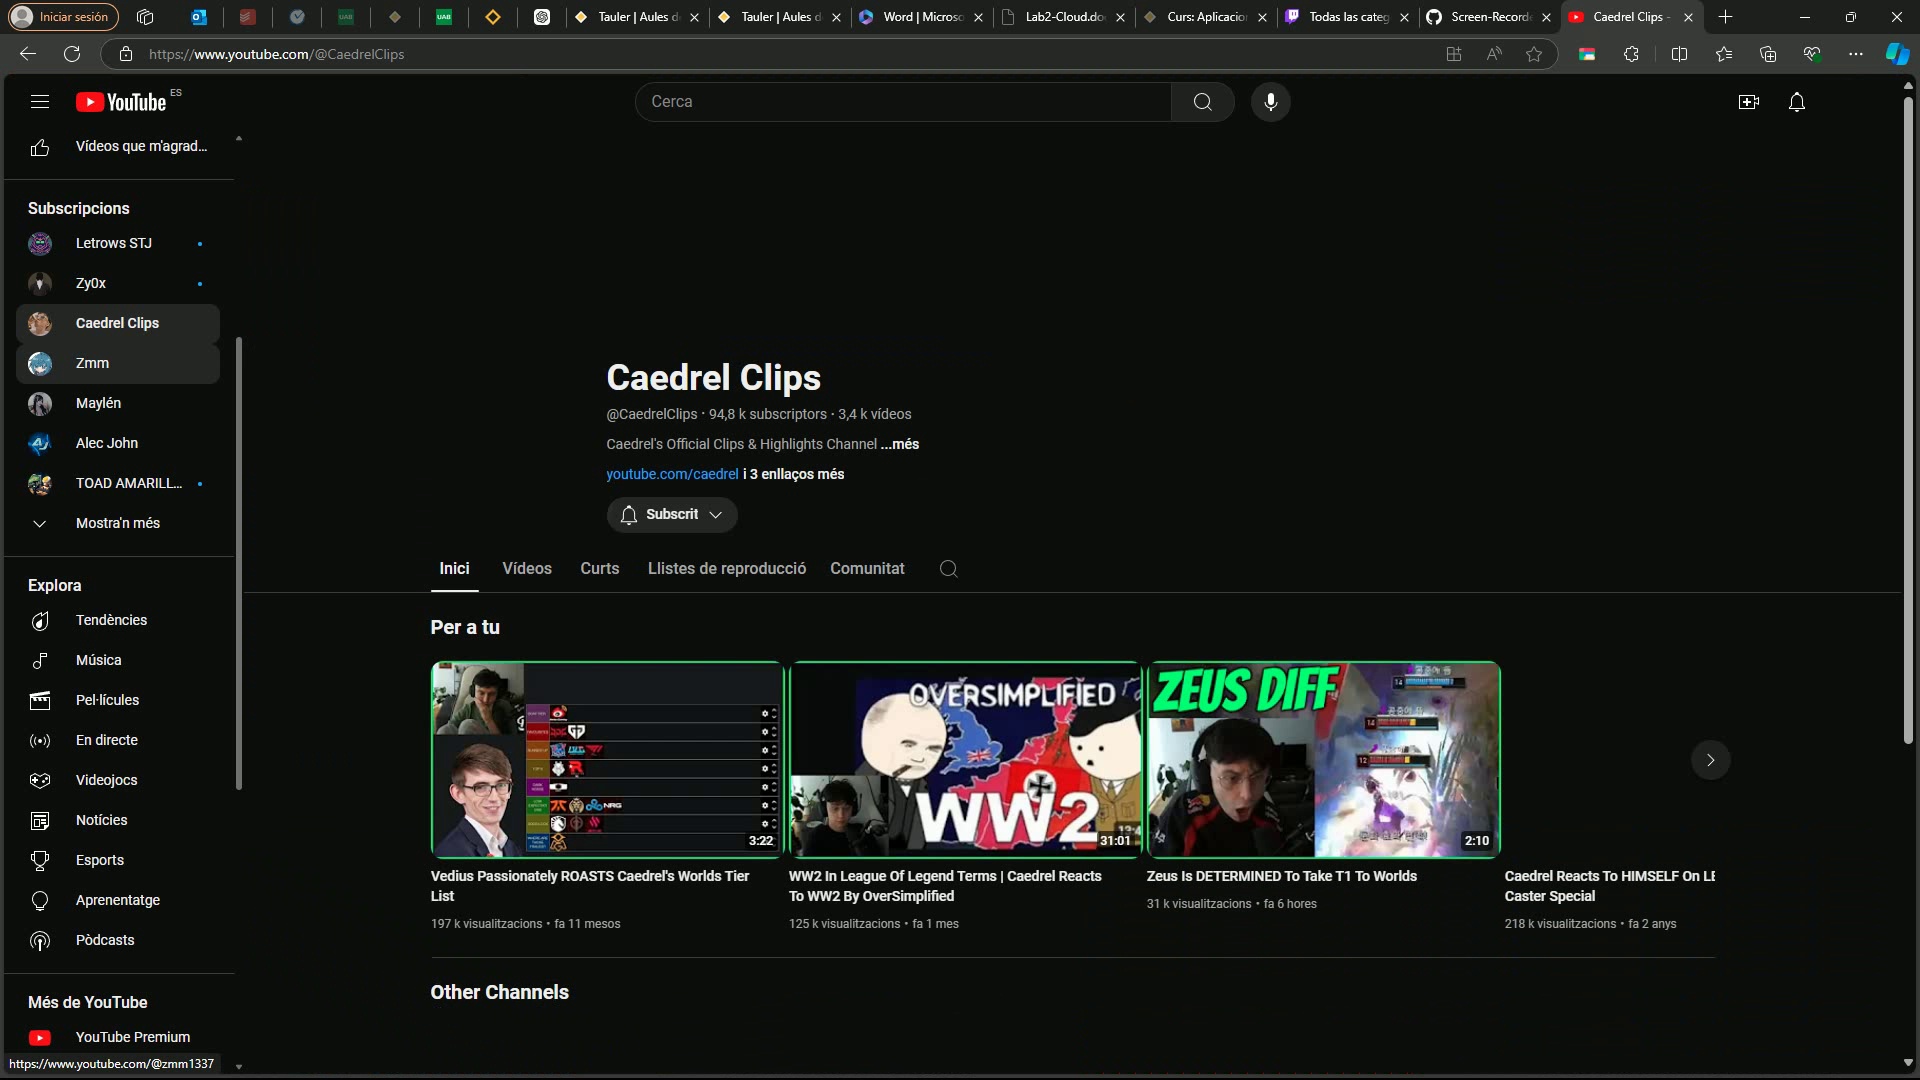 Iniciar sesión
Tauler | Aules d
Tauler | Aules d
Word | Microso
Lab2-Cloud.do
Curs: Aplicacio
Todas las categ
Screen-Record
Caedrel Clips -
https://www.youtube.com/@CaedrelClips
YouTube ES
Cerca
Vídeos que m'agrad...
Subscripcions
Letrows STJ
Zy0x
Caedrel Clips
Zmm
Maylén
Alec John
TOAD AMARILL...
Mostra'n més
Explora
Tendències
Música
Pel·lícules
En directe
Videojocs
Notícies
Esports
Aprenentatge
Pòdcasts
Més de YouTube
YouTube Premium
https://www.youtube.com/@zmm1337
Caedrel Clips
@CaedrelClips · 94,8 k subscriptors · 3,4 k vídeos
Caedrel's Official Clips & Highlights Channel ...més
youtube.com/caedrel i 3 enllaços més
Subscrit
Inici
Vídeos
Curts
Llistes de reproducció
Comunitat
Per a tu
NRG
3:22
Vedius Passionately ROASTS Caedrel's Worlds Tier
List
197 k visualitzacions · fa 11 mesos
OVERSIMPLIFIED
WW2
31:01
WW2 In League Of Legend Terms | Caedrel Reacts
To WW2 By OverSimplified
125 k visualitzacions · fa 1 mes
ZEUS DIFF
14
14
12
2:10
Zeus Is DETERMINED To Take T1 To Worlds
31 k visualitzacions · fa 6 hores
Caedrel Reacts To HIMSELF On LE
Caster Special
218 k visualitzacions · fa 2 anys
Other Channels